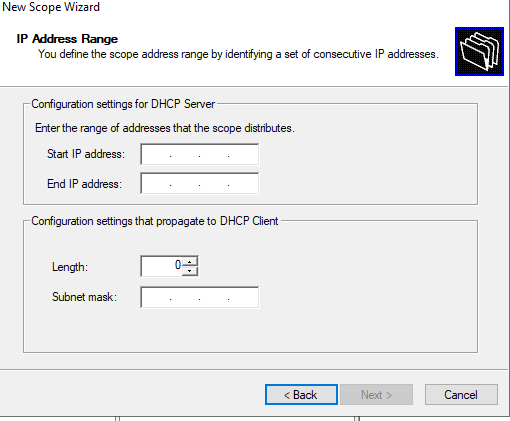 New Scope Wizard
IP Address Range
You define the scope address range by identifying a set of consecutive IP addresses.
Configuration settings for DHCP Server
Enter the range of addresses that the scope distributes.
Start IP address: . . .
End IP address: . . .
Configuration settings that propagate to DHCP Client
Length: 0
Subnet mask: . . .
< Back Next > Cancel